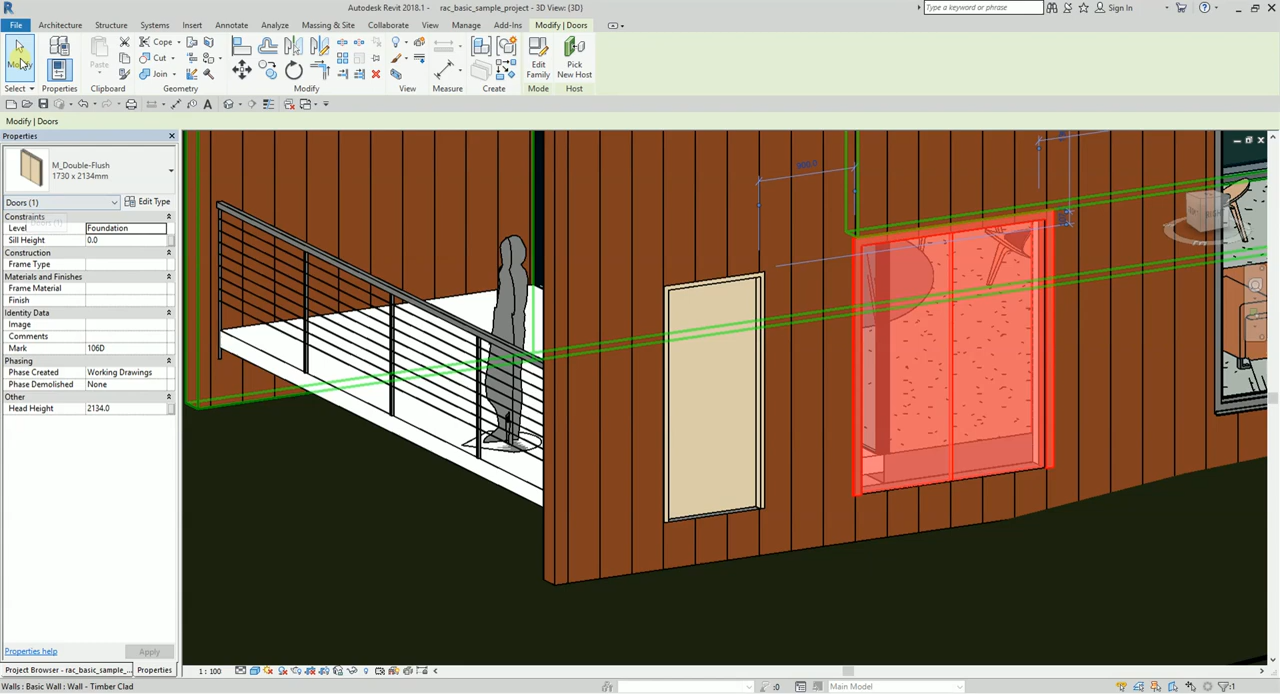 Autodesk Revit 2018.1 - rac_basic_sample_project - 3D View: {3D}
Type a keyword or phrase
Sign In
File Architecture Structure Systems Insert Annotate Analyze Massing & Site Collaborate View Manage Add-Ins Modify | Doors
Modify
Paste
Cope
Cut
Join
Edit Family
Pick New Host
Select Properties Clipboard Geometry Modify View Measure Create Mode Host
Modify | Doors
Properties
M_Double-Flush
1730 x 2134mm
Doors (1) Edit Type
Constraints
Level Foundation
Sill Height 0.0
Construction
Frame Type
Materials and Finishes
Frame Material
Finish
Identity Data
Image
Comments
Mark 106D
Phasing
Phase Created Working Drawings
Phase Demolished None
Other
Head Height 2134.0
RIGHT
Properties help Apply
Project Browser - rac_basic_sample_... Properties
1 : 100
Walls : Basic Wall : Wall - Timber Clad
:0
Main Model
:1